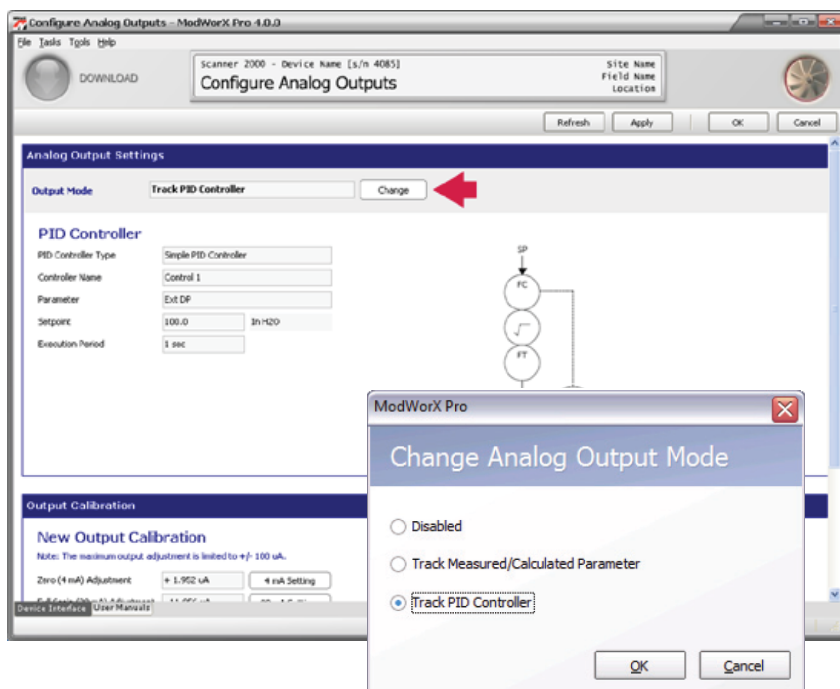 Configure Analog Outputs - ModWorX Pro 4.0.0
File Tasks Tools Help
DOWNLOAD
Scanner 2000 - Device Name [s/n 4085]
Configure Analog Outputs
Site Name
Field Name
Location
Refresh Apply OK Cancel
Analog Output Settings
Output Mode Track PID Controller Change
PID Controller
PID Controller Type Simple PID Controller
Controller Name Control 1
Parameter Ext DP
Setpoint 100.0 In H2O
Execution Period 1 sec
SP
FC
√
FT
Output Calibration
New Output Calibration
Note: The maximum output adjustment is limited to +/- 100 uA.
Zero (4 mA) Adjustment + 1.952 uA 4 mA Setting
Device Interface User Manuals
ModWorX Pro
Change Analog Output Mode
Disabled
Track Measured/Calculated Parameter
Track PID Controller
OK Cancel